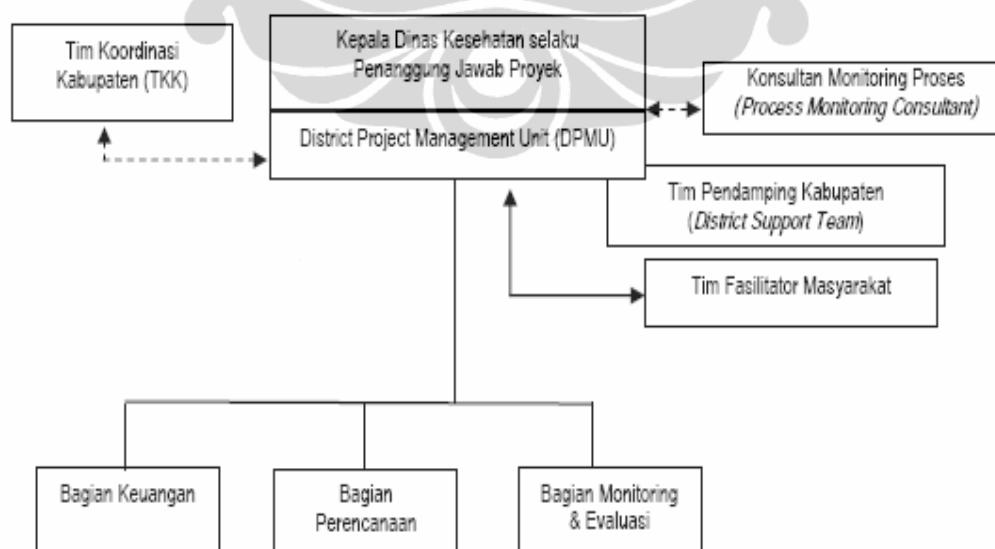 Tim Koordinasi
Kabupaten (TKK)
Kepala Dinas Kesehatan selaku
Penanggung Jawab Proyek
District Project Management Unit (DPMU)
Konsultan Monitoring Proses
(Process Monitoring Consultant)
Tim Pendamping Kabupaten
(District Support Team)
Tim Fasilitator Masyarakat
Bagian Keuangan
Bagian
Perencanaan
Bagian Monitoring
& Evaluasi